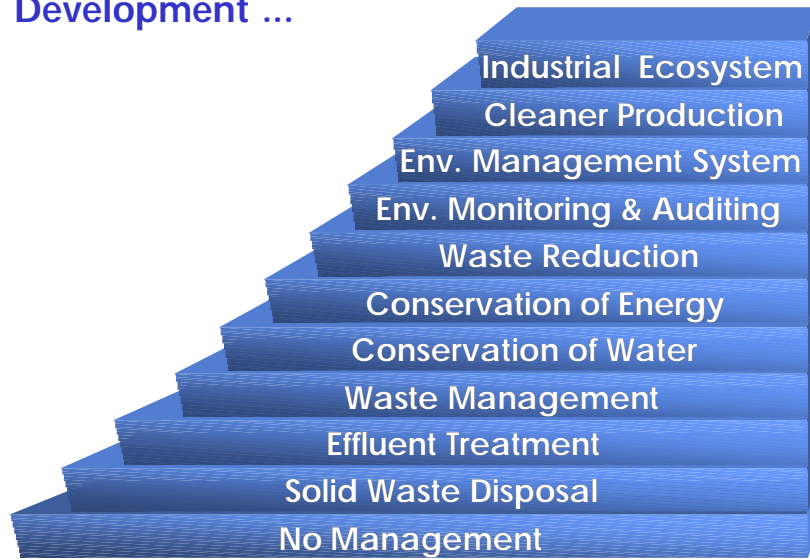 Development ...
Industrial Ecosystem
Cleaner Production
Env. Management System
Env. Monitoring & Auditing
Waste Reduction
Conservation of Energy
Conservation of Water
Waste Management
Effluent Treatment
Solid Waste Disposal
No Management